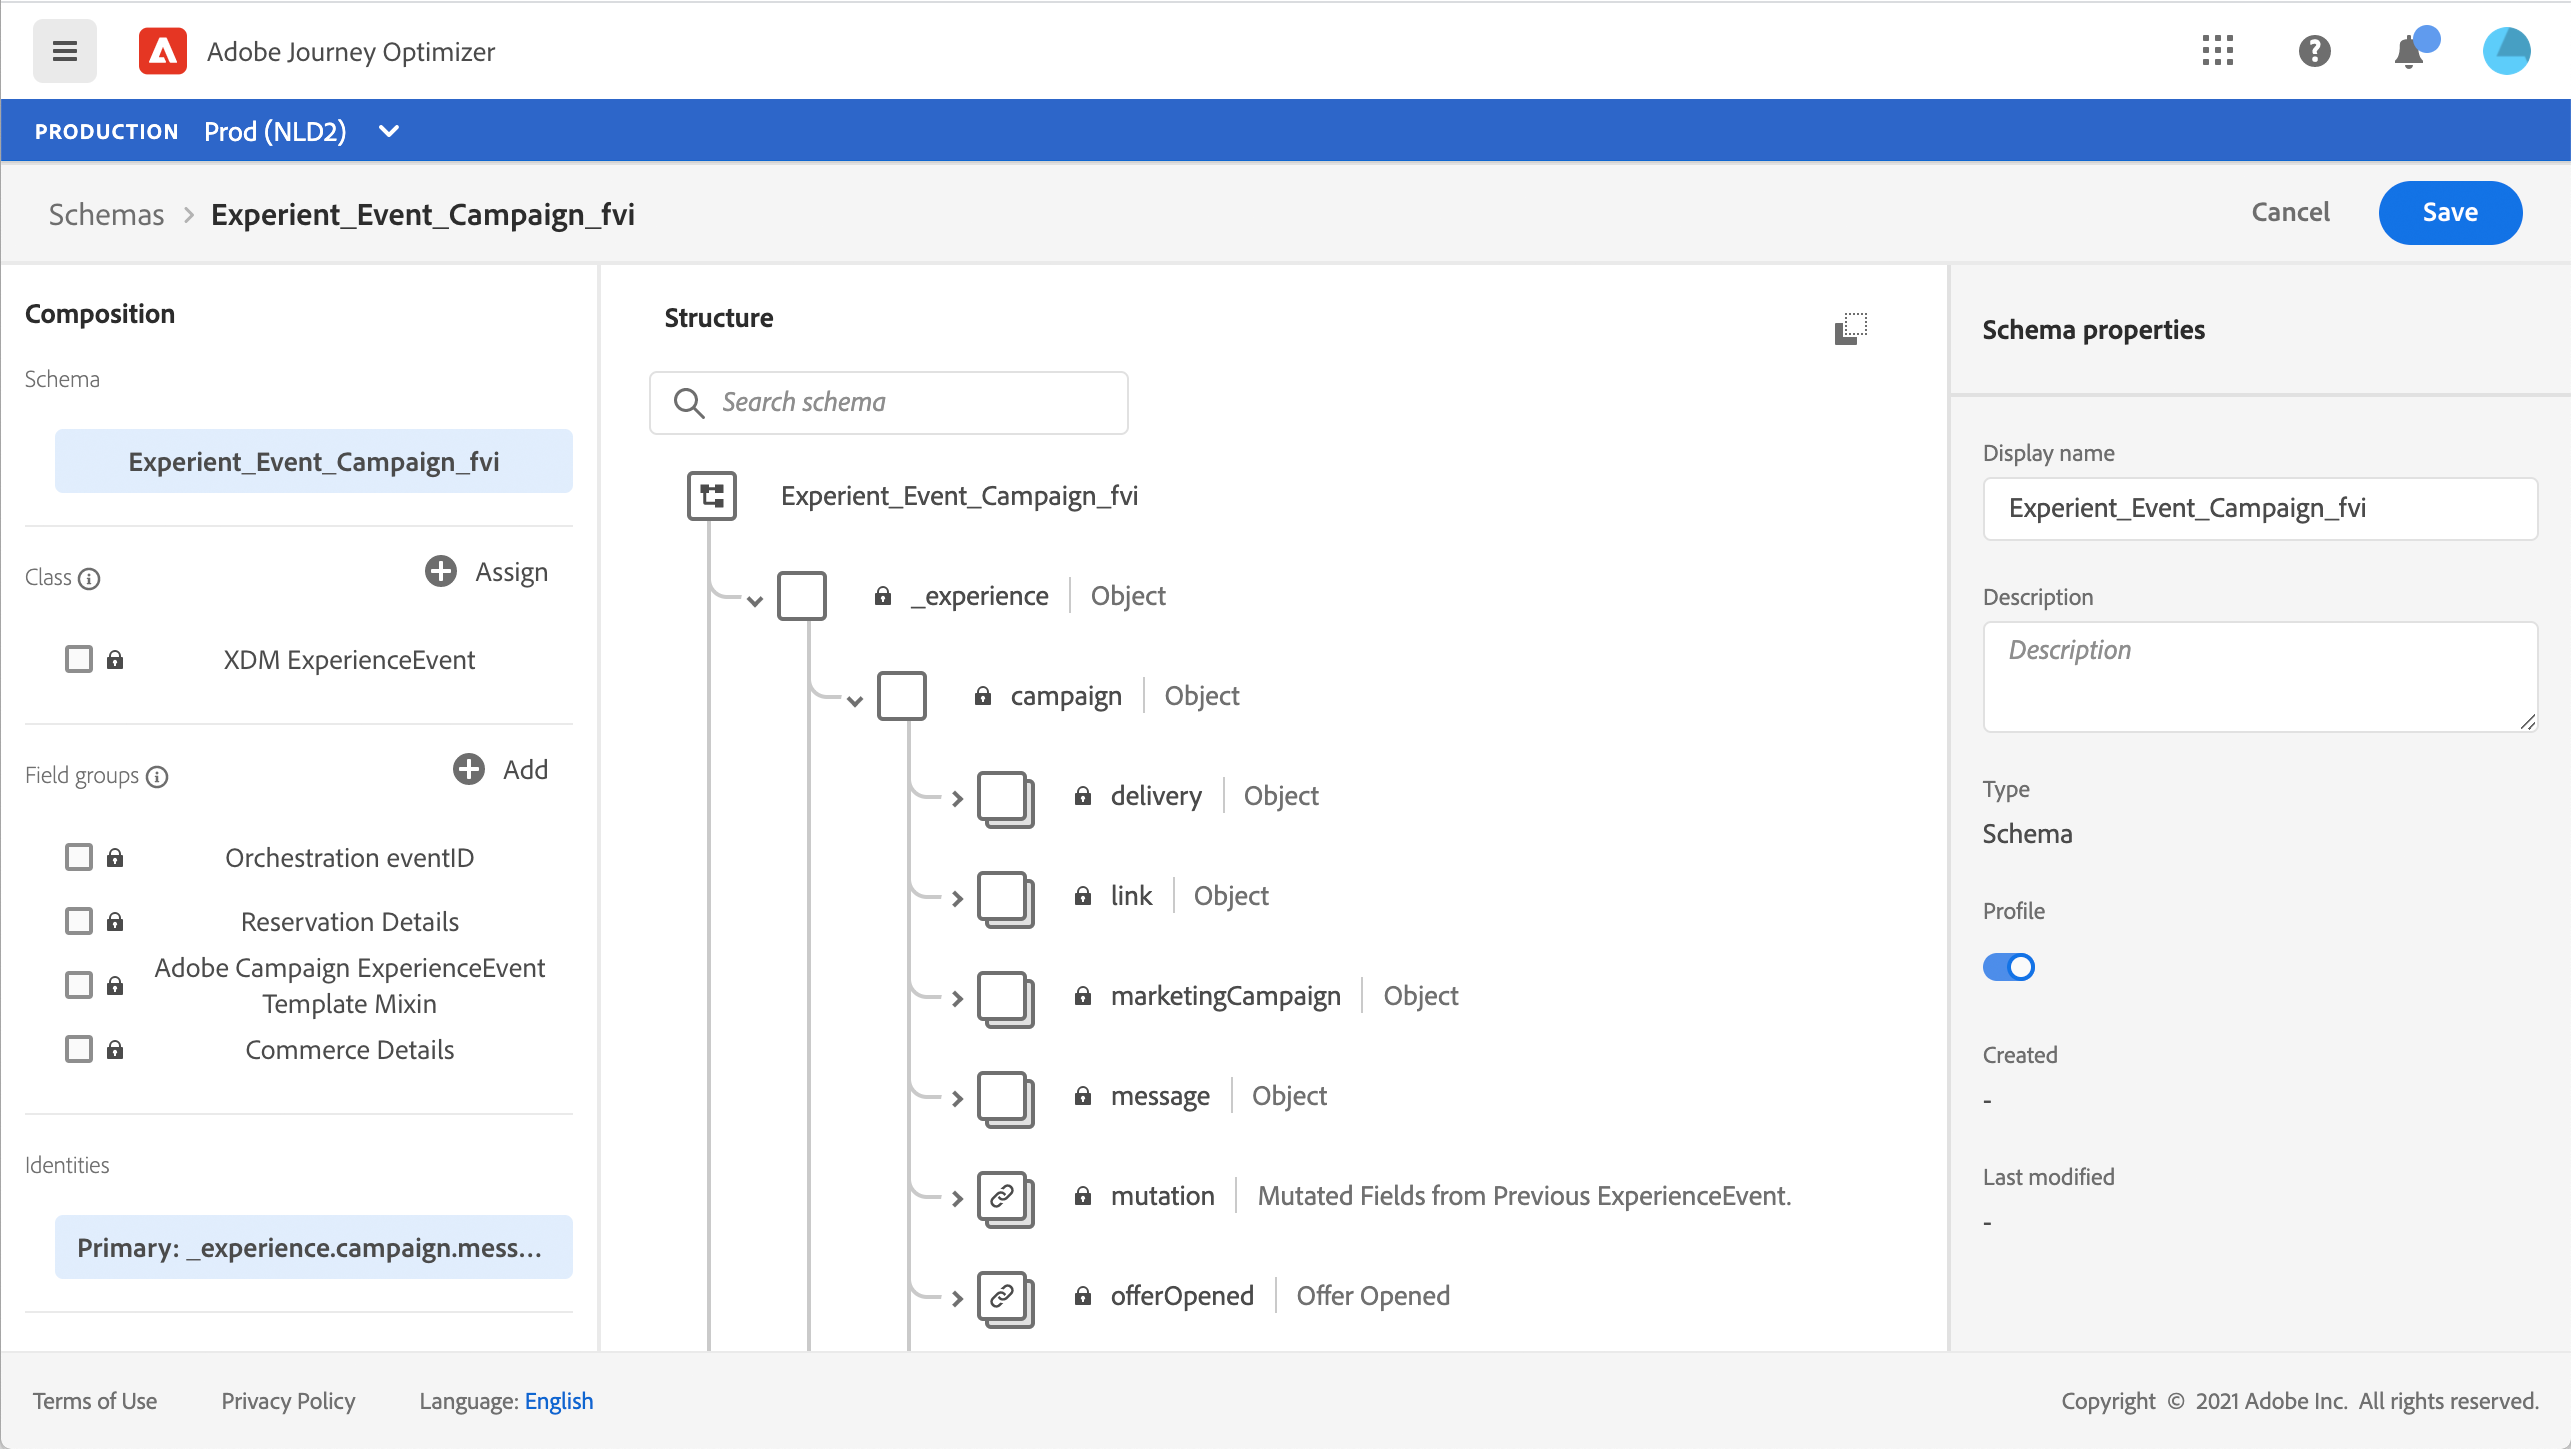 Adobe Journey Optimizer
PRODUCTION Prod (NLD2)
Schemas > Experient_Event_Campaign_fvi
Cancel
Save
Composition
Schema
Experient_Event_Campaign_fvi
Class
Assign
XDM ExperienceEvent
Field groups
Add
Orchestration eventID
Reservation Details
Adobe Campaign ExperienceEvent
Template Mixin
Commerce Details
Identities
Primary: _experience.campaign.mess...
Structure
Search schema
Experient_Event_Campaign_fvi
_experience | Object
campaign | Object
delivery | Object
link | Object
marketingCampaign | Object
message | Object
mutation | Mutated Fields from Previous ExperienceEvent.
offerOpened | Offer Opened
Schema properties
Display name
Experient_Event_Campaign_fvi
Description
Description
Type
Schema
Profile
Created
-
Last modified
-
Terms of Use
Privacy Policy
Language: English
Copyright © 2021 Adobe Inc. All rights reserved.